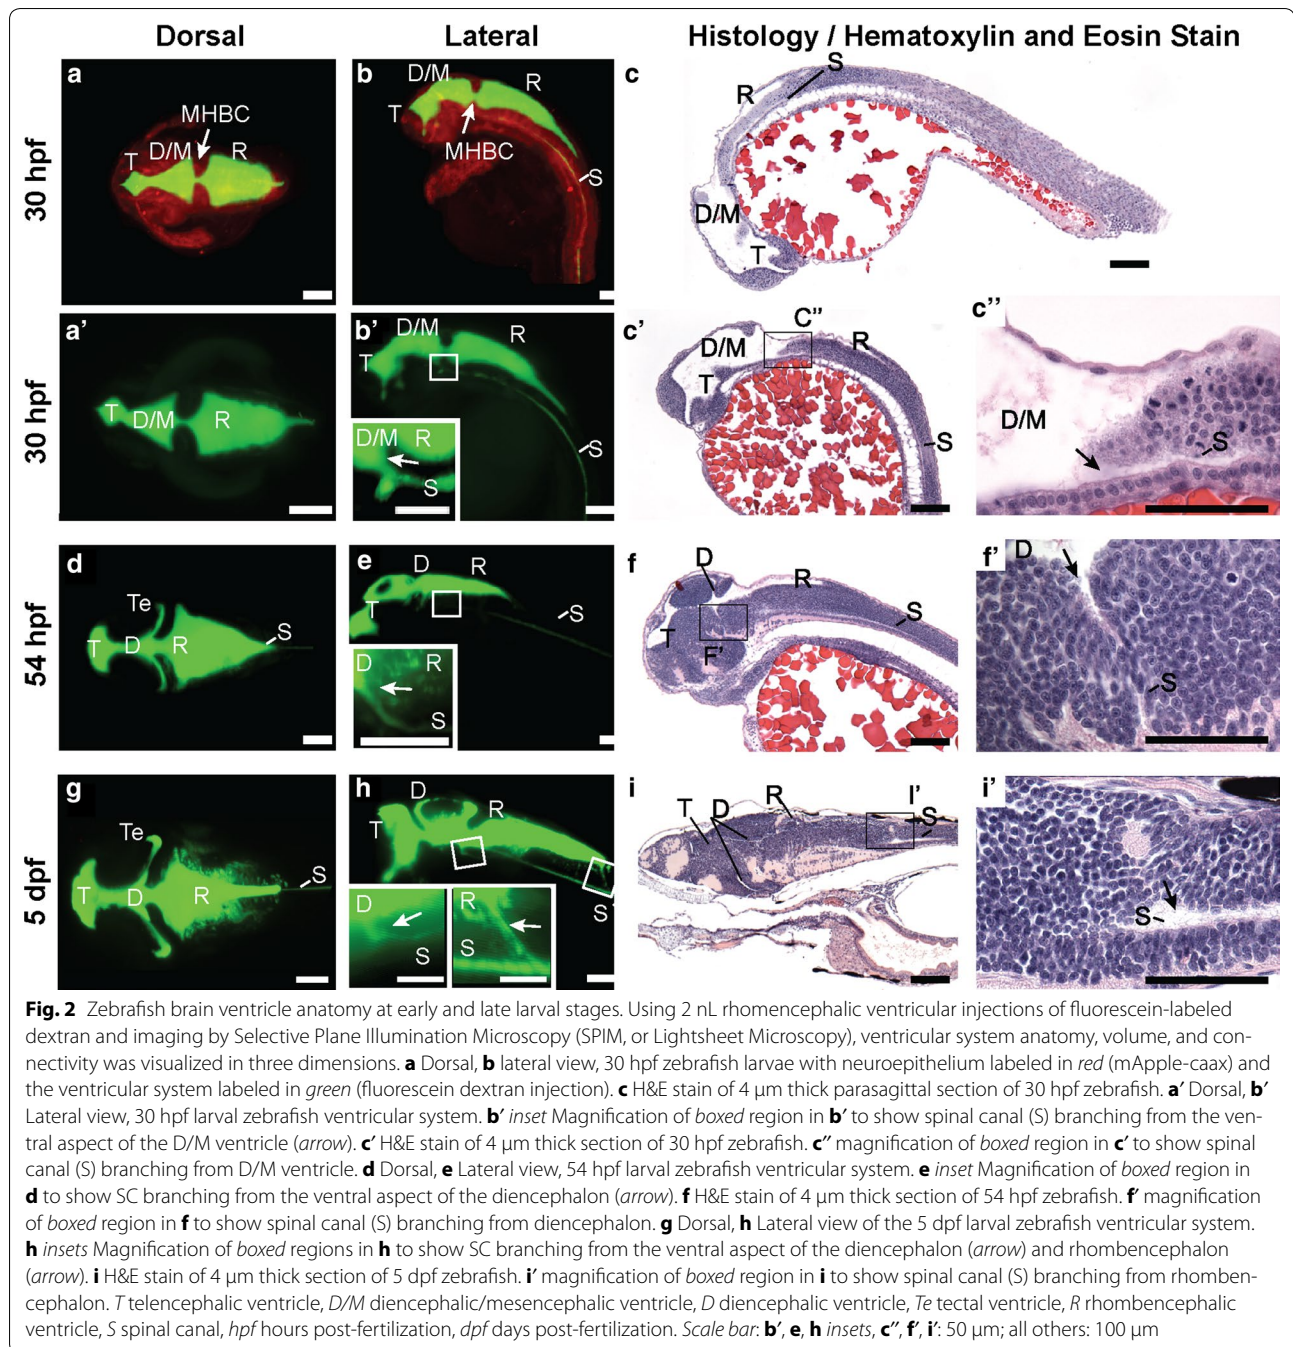 Dorsal Lateral Histology / Hematoxylin and Eosin Stain
30 hpf
a
MHBC
T D/M R
b
D/M
T R
MHBC
S
c
S
R
D/M
T
30 hpf
a’
T D/M R
b’
D/M R
T
S
D/M R
S
c’
C”
D/M R
T
S
c”
D/M
S
54 hpf
d
Te
T D R S
e
D R
T S
D R
S
f
D R
S
T
F’
f’
D
S
5 dpf
g
Te
T D R S
h
D
T R
S
D
S
R
S
i
T D R I’
S
i’
S
Fig. 2 Zebrafish brain ventricle anatomy at early and late larval stages. Using 2 nL rhomencephalic ventricular injections of fluorescein-labeled
dextran and imaging by Selective Plane Illumination Microscopy (SPIM, or Lightsheet Microscopy), ventricular system anatomy, volume, and con-
nectivity was visualized in three dimensions. a Dorsal, b lateral view, 30 hpf zebrafish larvae with neuroepithelium labeled in red (mApple-caax) and
the ventricular system labeled in green (fluorescein dextran injection). c H&E stain of 4 μm thick parasagittal section of 30 hpf zebrafish. a′ Dorsal, b′
Lateral view, 30 hpf larval zebrafish ventricular system. b′ inset Magnification of boxed region in b′ to show spinal canal (S) branching from the ven-
tral aspect of the D/M ventricle (arrow). c′ H&E stain of 4 μm thick section of 30 hpf zebrafish. c″ magnification of boxed region in c′ to show spinal
canal (S) branching from D/M ventricle. d Dorsal, e Lateral view, 54 hpf larval zebrafish ventricular system. e inset Magnification of boxed region in
d to show SC branching from the ventral aspect of the diencephalon (arrow). f H&E stain of 4 μm thick section of 54 hpf zebrafish. f′ magnification
of boxed region in f to show spinal canal (S) branching from diencephalon. g Dorsal, h Lateral view of the 5 dpf larval zebrafish ventricular system.
h insets Magnification of boxed regions in h to show SC branching from the ventral aspect of the diencephalon (arrow) and rhombencephalon
(arrow). i H&E stain of 4 μm thick section of 5 dpf zebrafish. i′ magnification of boxed region in i to show spinal canal (S) branching from rhomben-
cephalon. T telencephalic ventricle, D/M diencephalic/mesencephalic ventricle, D diencephalic ventricle, Te tectal ventricle, R rhombencephalic
ventricle, S spinal canal, hpf hours post-fertilization, dpf days post-fertilization. Scale bar: b′, e, h insets, c″, f′, i′: 50 μm; all others: 100 μm